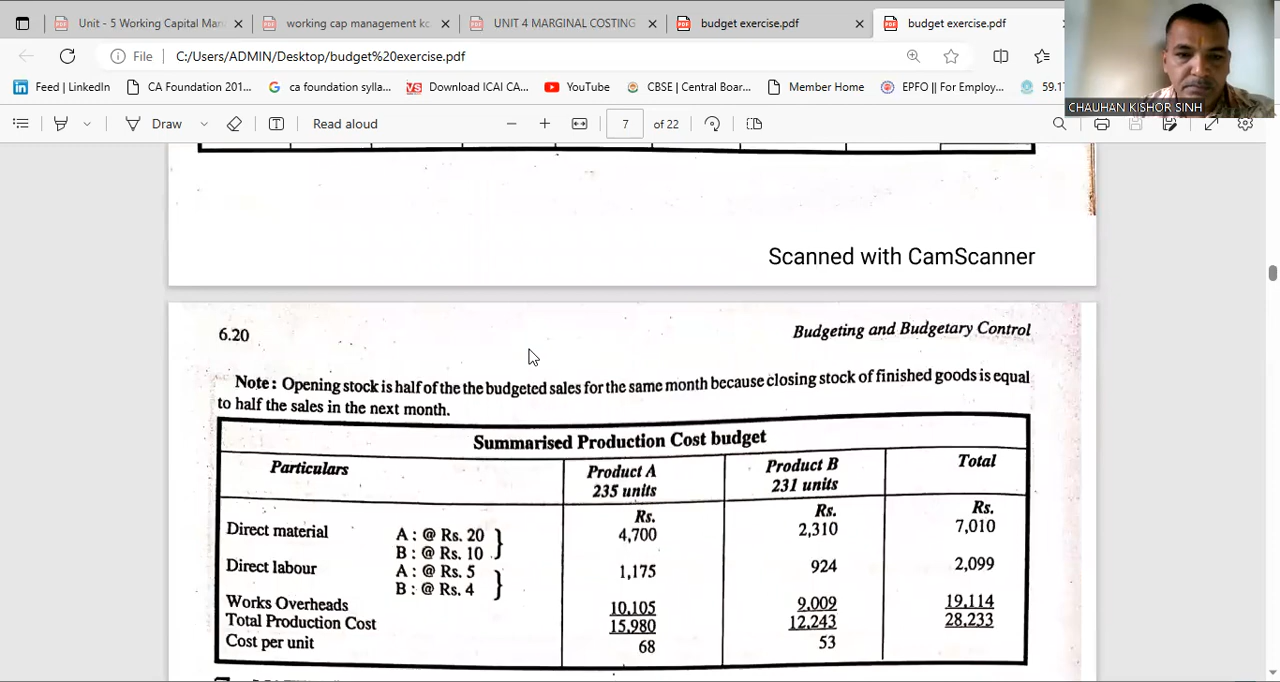 Unit - 5 Working Capital Man
working cap management kc
UNIT 4 MARGINAL COSTING
budget exercise.pdf
budget exercise.pdf
File
C:/Users/ADMIN/Desktop/budget%20exercise.pdf
Feed | LinkedIn
CA Foundation 201...
ca foundation sylla...
Download ICAI CA...
YouTube
CBSE | Central Boar...
Member Home
EPFO || For Employ...
59.1
Draw
Read aloud
7
of 22
CHAUHAN KISHOR SINH
Scanned with CamScanner
6.20
Budgeting and Budgetary Control
Note : Opening stock is half of the the budgeted sales for the same month because closing stock of finished goods is equal
to half the sales in the next month.
Summarised Production Cost budget
Particulars Product A Product B Total
235 units 231 units
Rs. Rs. Rs.
Direct material A : @ Rs. 20 4,700 2,310 7,010
B : @ Rs. 10
Direct labour A : @ Rs. 5 1,175 924 2,099
B : @ Rs. 4
Works Overheads 10,105 9,009 19,114
Total Production Cost 15,980 12,243 28,233
Cost per unit 68 53